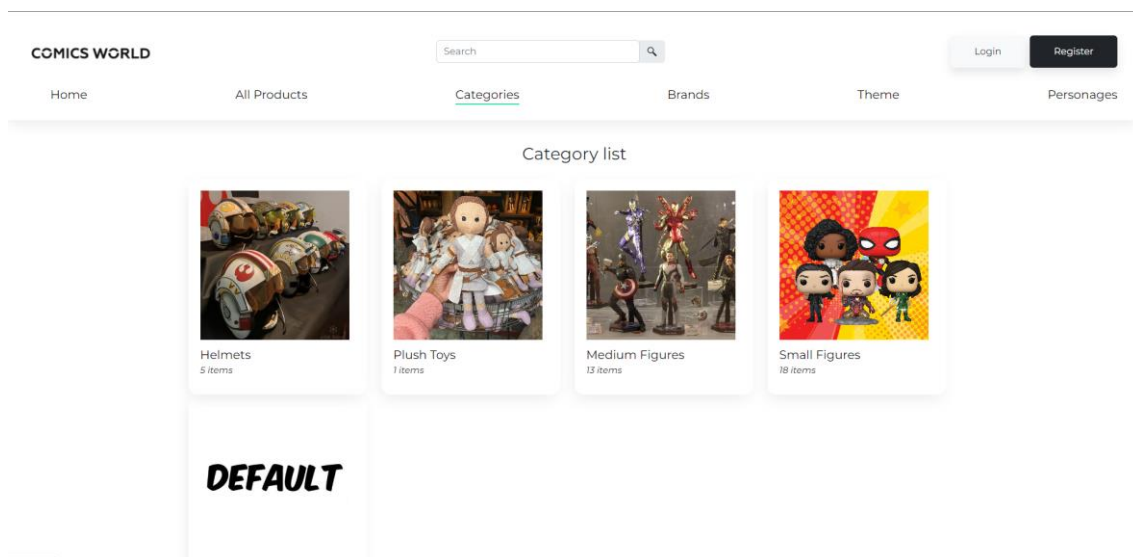 COMICS WORLD
Search
Login
Register
Home
All Products
Categories
Brands
Theme
Personages
Category list
Helmets
5 items
Plush Toys
1 items
Medium Figures
13 items
Small Figures
18 items
DEFAULT